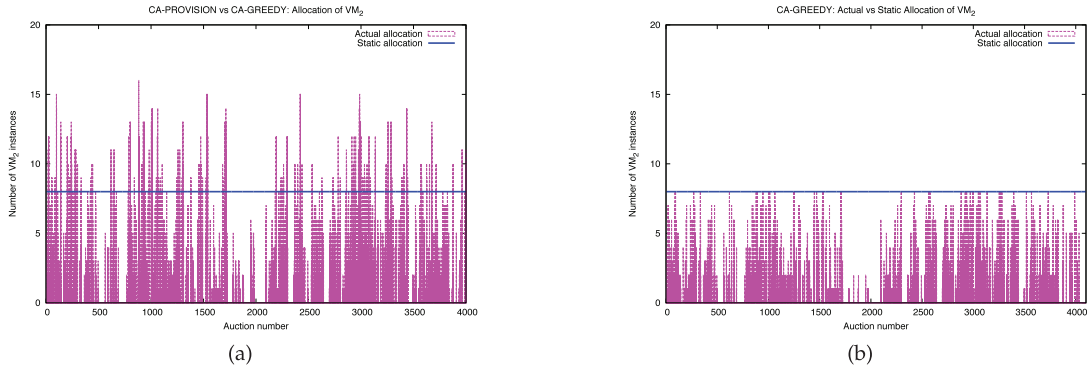 CA-PROVISION vs CA-GREEDY: Allocation of VM2
20
15
10
5
0
Number of VM2 instances
Actual allocation
Static allocation
0 500 1000 1500 2000 2500 3000 3500 4000
Auction number
(a)
CA-GREEDY: Actual vs Static Allocation of VM2
20
15
10
5
0
Number of VM2 instances
Actual allocation
Static allocation
0 500 1000 1500 2000 2500 3000 3500 4000
Auction number
(b)